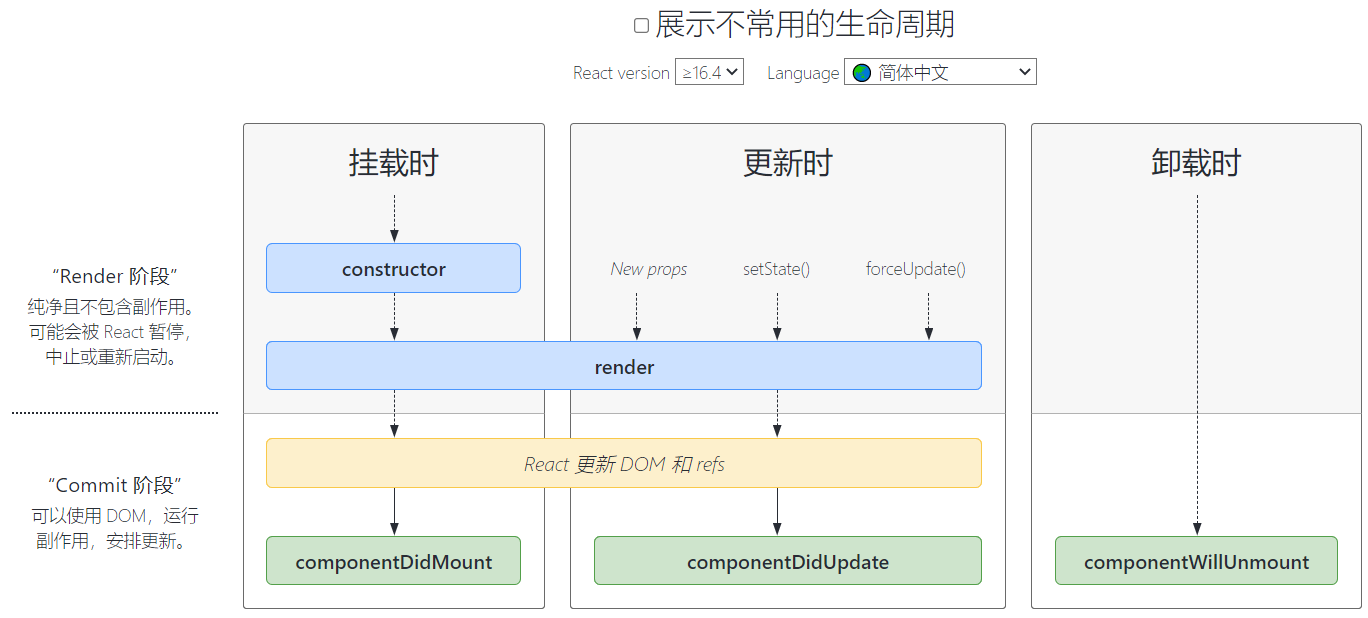 展示不常用的生命周期
React version ≥16.4 Language 简体中文
挂载时
更新时
卸载时
“Render 阶段”
纯净且不包含副作用。
可能会被 React 暂停，
中止或重新启动。
constructor
New props
setState()
forceUpdate()
render
“Commit 阶段”
可以使用 DOM，运行
副作用，安排更新。
React 更新 DOM 和 refs
componentDidMount
componentDidUpdate
componentWillUnmount